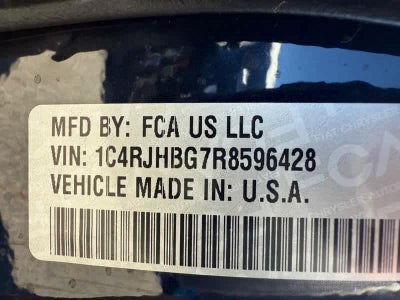 MFD BY: FCA US LLC
VIN: 1C4RJHBG7R8596428
VEHICLE MADE IN: U.S.A.